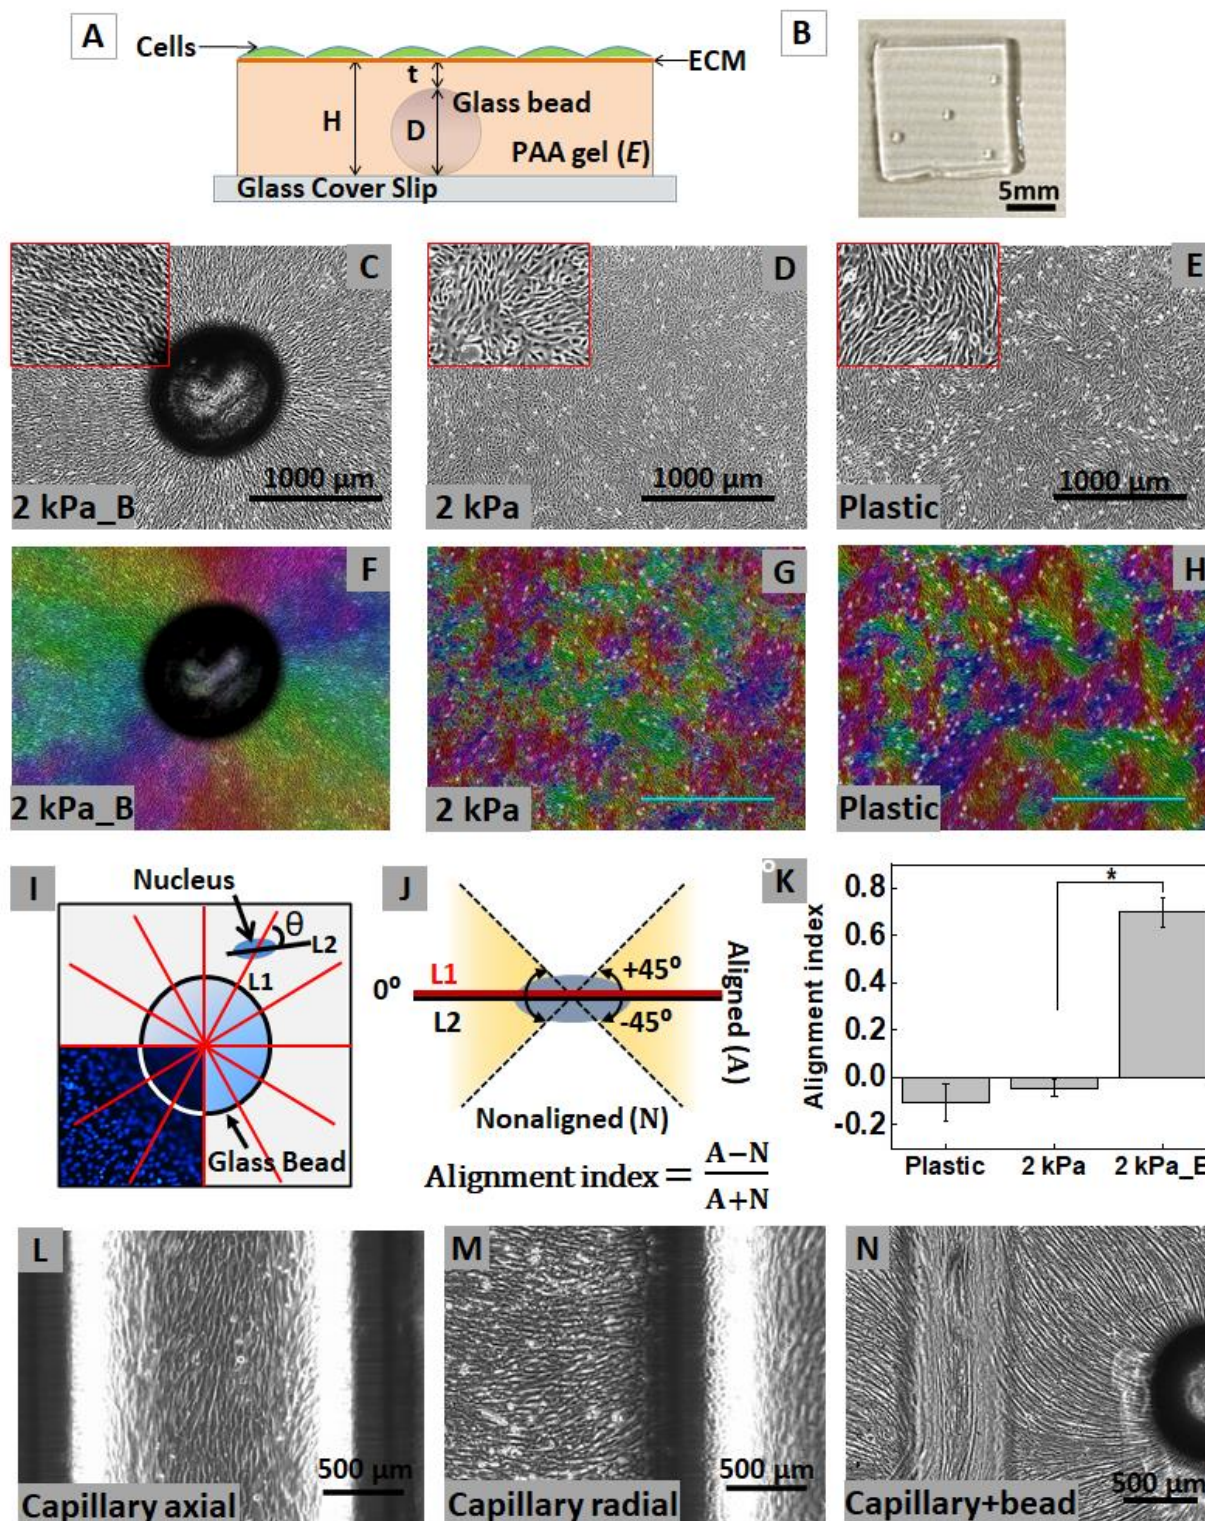 A
Cells
ECM
t
Glass bead
H
D
PAA gel (E)
Glass Cover Slip
B
5mm
C
1000 μm
2 kPa_B
D
1000 μm
2 kPa
E
1000 μm
Plastic
F
2 kPa_B
G
2 kPa
H
Plastic
I
Nucleus
θ
L2
L1
Glass Bead
J
0º
L1
L2
+45º
-45º
Aligned (A)
Nonaligned (N)
Alignment index = A−N
A+N
K
Alignment index
0.8
0.6
0.4
0.2
0.0
-0.2
*
Plastic
2 kPa
2 kPa_B
L
500 μm
Capillary axial
M
500 μm
Capillary radial
N
500 μm
Capillary+bead